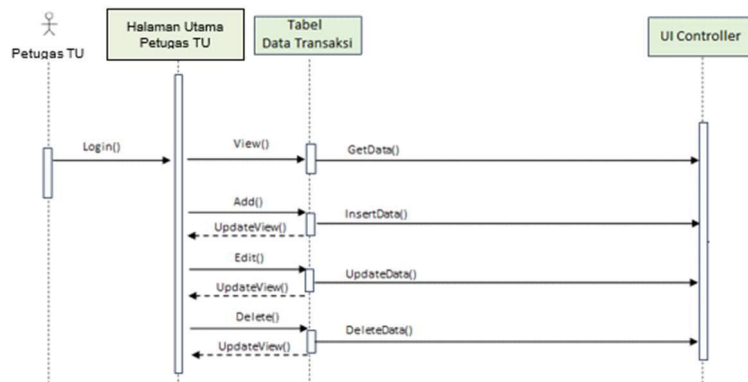 Petugas TU
Halaman Utama
Petugas TU
Tabel
Data Transaksi
UI Controller
Login()
View()
GetData()
Add()
InsertData()
UpdateView()
Edit()
UpdateData()
UpdateView()
Delete()
DeleteData()
UpdateView()